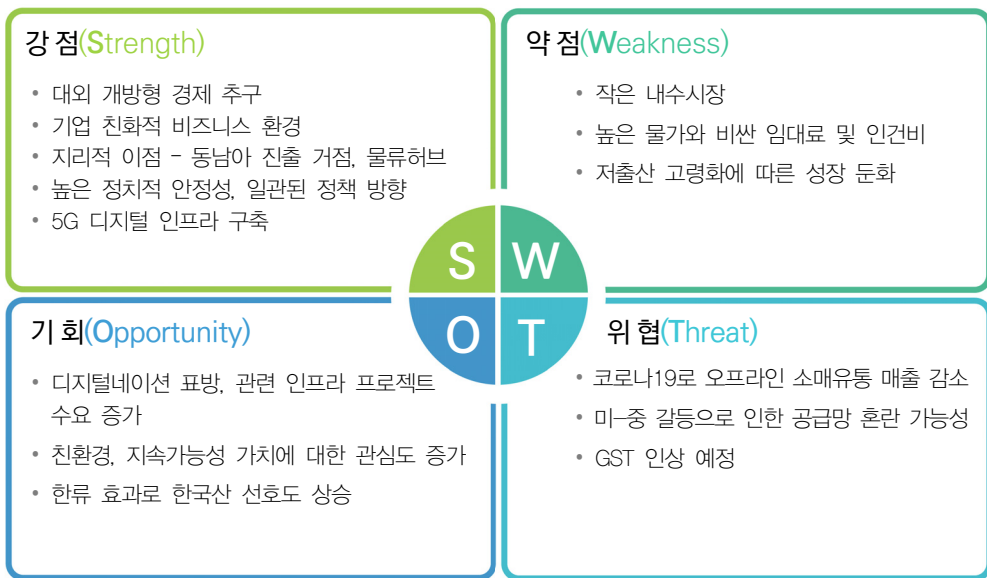 강점(Strength)
• 대외 개방형 경제 추구
• 기업 친화적 비즈니스 환경
• 지리적 이점 - 동남아 진출 거점, 물류허브
• 높은 정치적 안정성, 일관된 정책 방향
• 5G 디지털 인프라 구축
약점(Weakness)
• 작은 내수시장
• 높은 물가와 비싼 임대료 및 인건비
• 저출산 고령화에 따른 성장 둔화
S W
O T
기회(Opportunity)
• 디지털네이션 표방, 관련 인프라 프로젝트
수요 증가
• 친환경, 지속가능성 가치에 대한 관심도 증가
• 한류 효과로 한국산 선호도 상승
위협(Threat)
• 코로나19로 오프라인 소매유통 매출 감소
• 미-중 갈등으로 인한 공급망 혼란 가능성
• GST 인상 예정